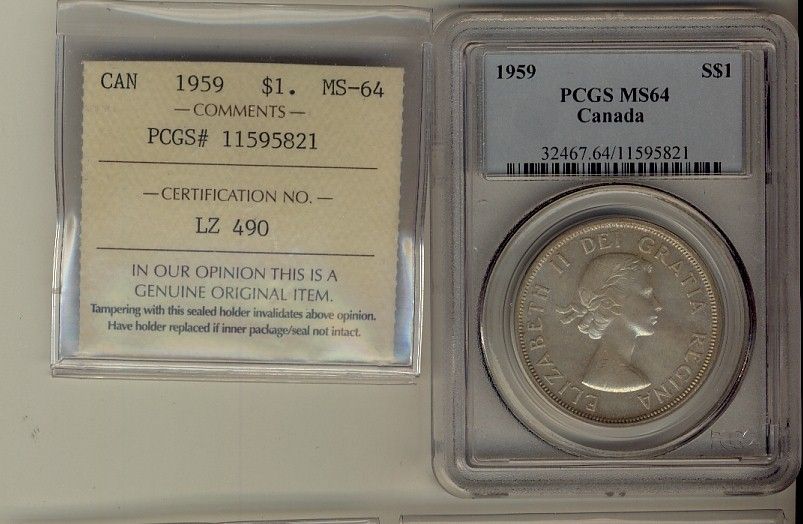 CAN 1959 $1. MS-64
— COMMENTS —
PCGS# 11595821
— CERTIFICATION NO. —
LZ 490
IN OUR OPINION THIS IS A
GENUINE ORIGINAL ITEM.
Tampering with this sealed holder invalidates above opinion.
Have holder replaced if inner package/seal not intact.
1959 S$1
PCGS MS64
Canada
32467.64/11595821
ELIZABETH II DEI GRATIA REGINA